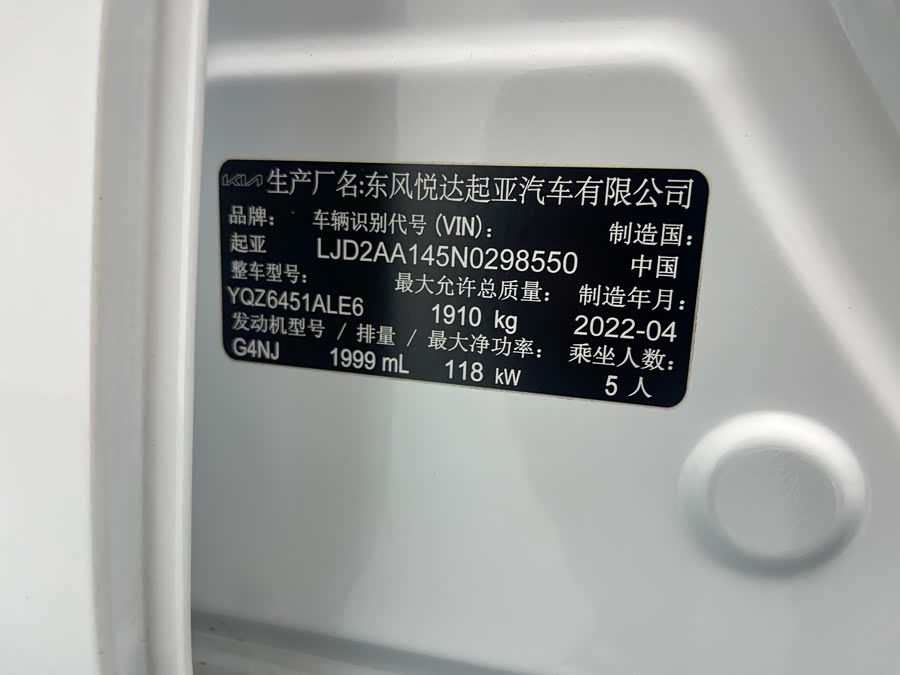 KIA 生产厂名:东风悦达起亚汽车有限公司
品牌: 车辆识别代号(VIN): 制造国:
起亚 LJD2AA145N0298550 中国
整车型号: 最大允许总质量: 制造年月:
YQZ6451ALE6 1910 kg 2022-04
发动机型号 / 排量 / 最大净功率: 乘坐人数:
G4NJ 1999 mL 118 kW 5 人